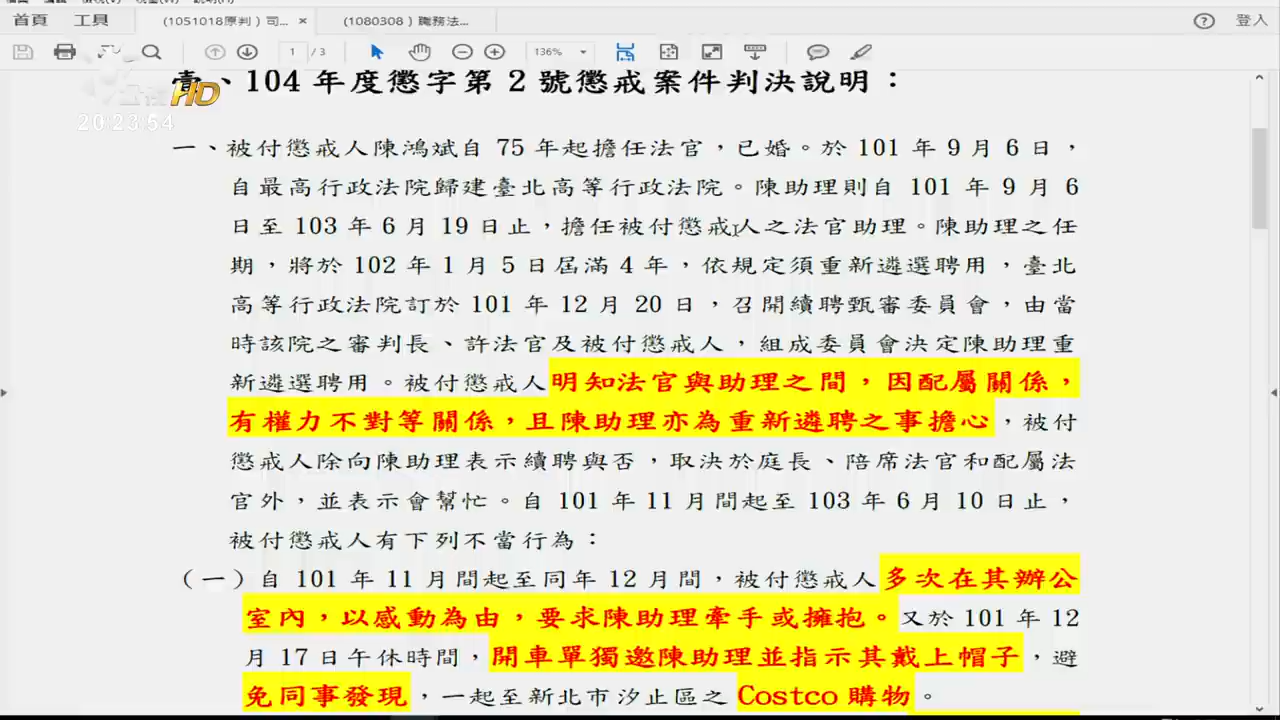 首頁 工具 (1051018原判) 司... × (1080308) 職務法... ? 登入
1 / 3 136%
公視 HD
20:23:54
壹、104 年度懲字第 2 號懲戒案件判決說明：
一、被付懲戒人陳鴻斌自 75 年起擔任法官，已婚。於 101 年 9 月 6 日，
自最高行政法院歸建臺北高等行政法院。陳助理則自 101 年 9 月 6
日至 103 年 6 月 19 日止，擔任被付懲戒人之法官助理。陳助理之任
期，將於 102 年 1 月 5 日屆滿 4 年，依規定須重新遴選聘用，臺北
高等行政法院訂於 101 年 12 月 20 日，召開續聘甄審委員會，由當
時該院之審判長、許法官及被付懲戒人，組成委員會決定陳助理重
新遴選聘用。被付懲戒人明知法官與助理之間，因配屬關係，
有權力不對等關係，且陳助理亦為重新遴聘之事擔心，被付
懲戒人除向陳助理表示續聘與否，取決於庭長、陪席法官和配屬法
官外，並表示會幫忙。自 101 年 11 月間起至 103 年 6 月 10 日止，
被付懲戒人有下列不當行為：
（一）自 101 年 11 月間起至同年 12 月間，被付懲戒人多次在其辦公
室內，以感動為由，要求陳助理牽手或擁抱。又於 101 年 12
月 17 日午休時間，開車單獨邀陳助理並指示其戴上帽子，避
免同事發現，一起至新北市汐止區之 Costco 購物。